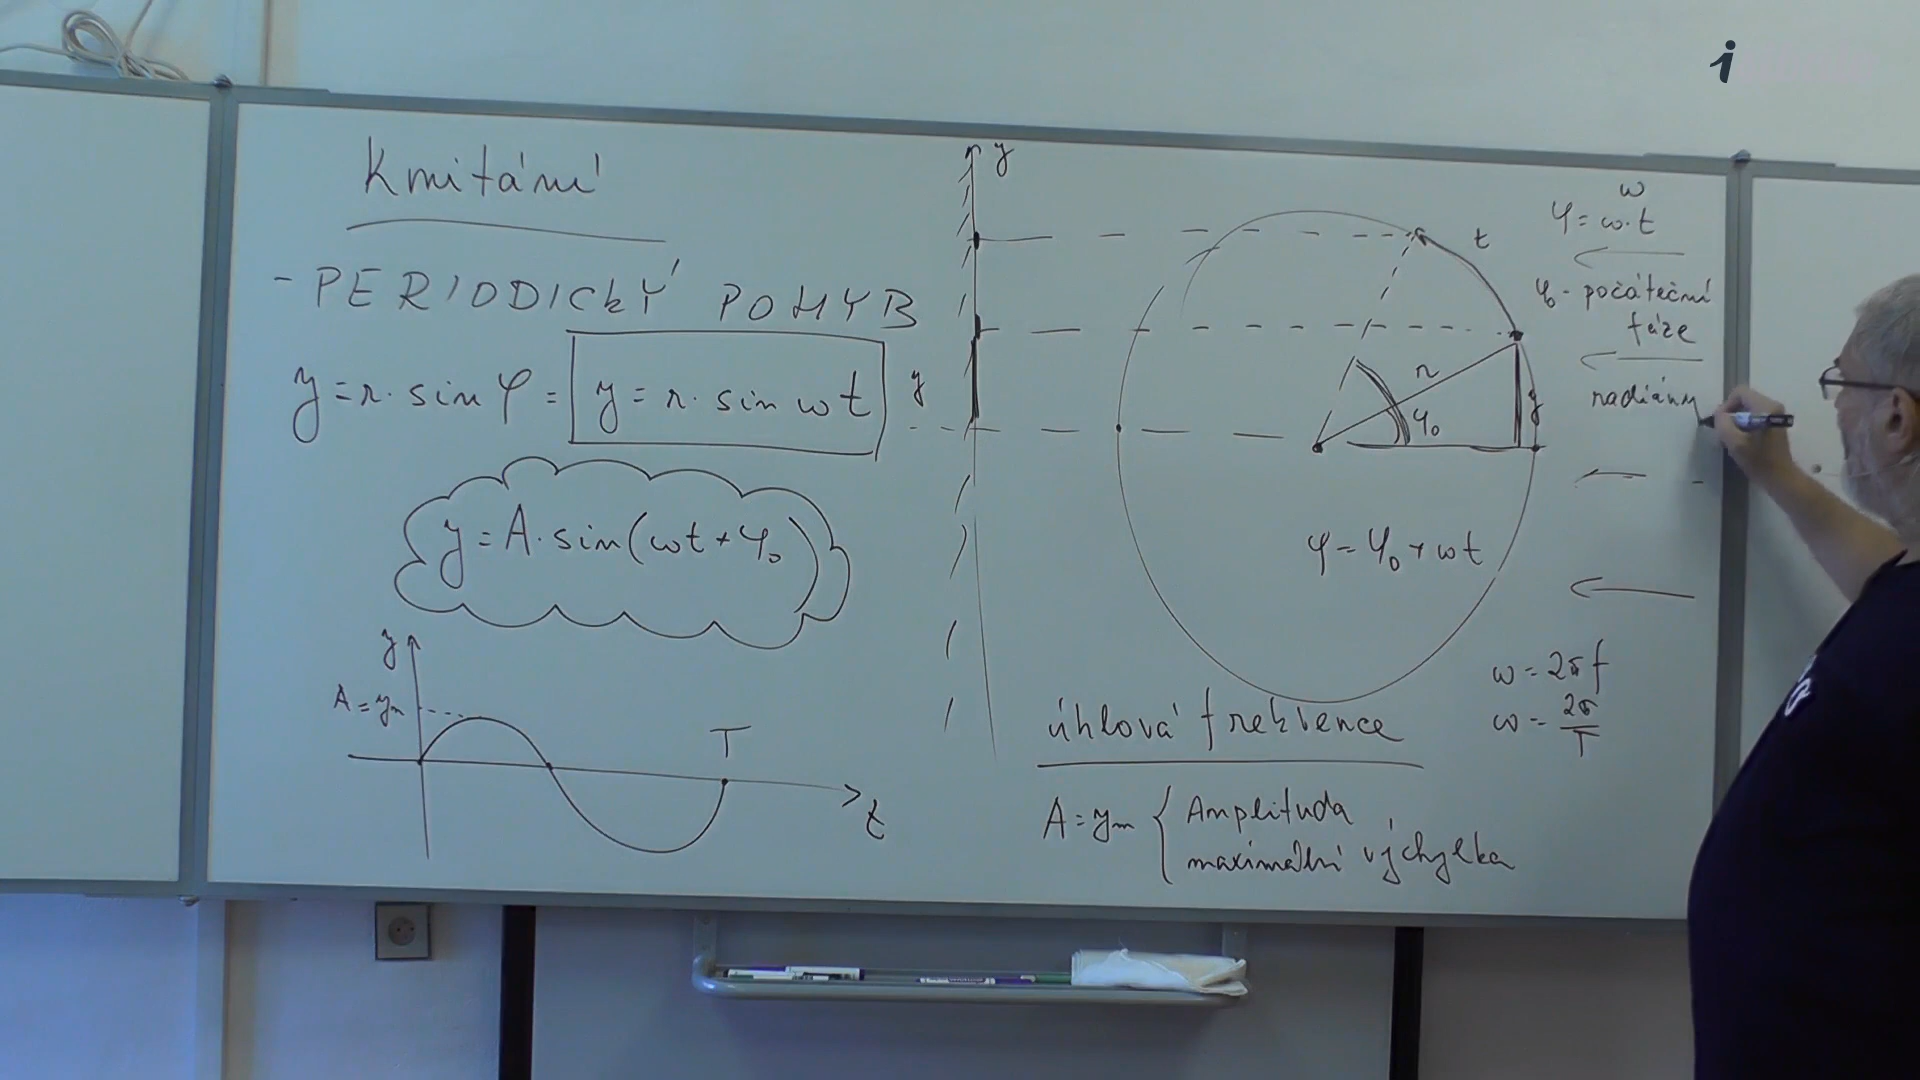 Kmitání
- PERIODICKÝ POHYB
y = r. sin φ = y = r. sin ωt
y = A. sin (ωt + φ₀)
y
A = ym
T
t
y
y
t
r
φ₀
y
φ = φ₀ + ωt
ω
φ = ω.t
φ₀ - počáteční
fáze
radiány
ω = 2πf
ω = 2π/T
úhlová frekvence
A = ym { Amplituda
maximální výchylka
i